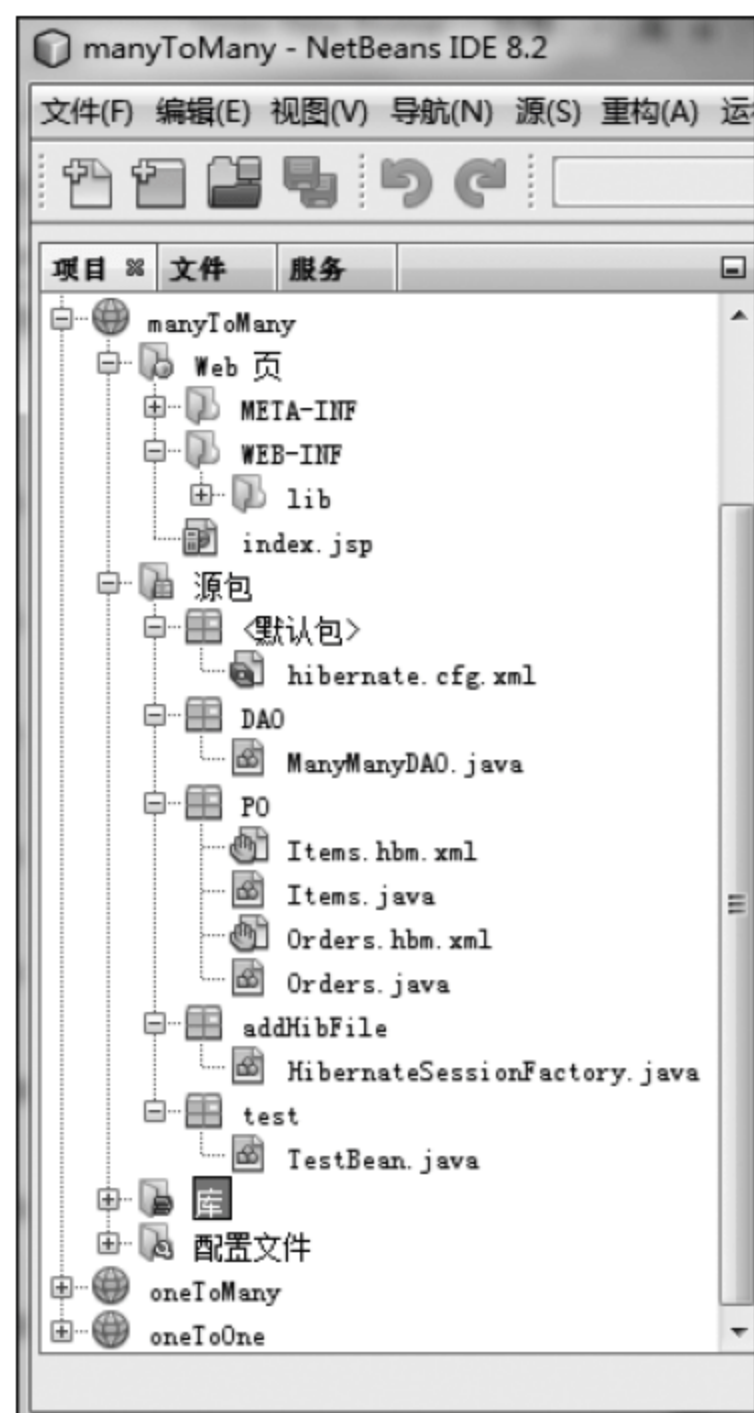 manyToMany - NetBeans IDE 8.2
文件(F) 编辑(E) 视图(V) 导航(N) 源(S) 重构(A)
项目 文件 服务
manyToMany
Web 页
META-INF
WEB-INF
lib
index.jsp
源包
<默认包>
hibernate.cfg.xml
DAO
ManyManyDAO.java
PO
Items.hbm.xml
Items.java
Orders.hbm.xml
Orders.java
addHibFile
HibernateSessionFactory.java
test
TestBean.java
库
配置文件
oneToMany
oneToOne